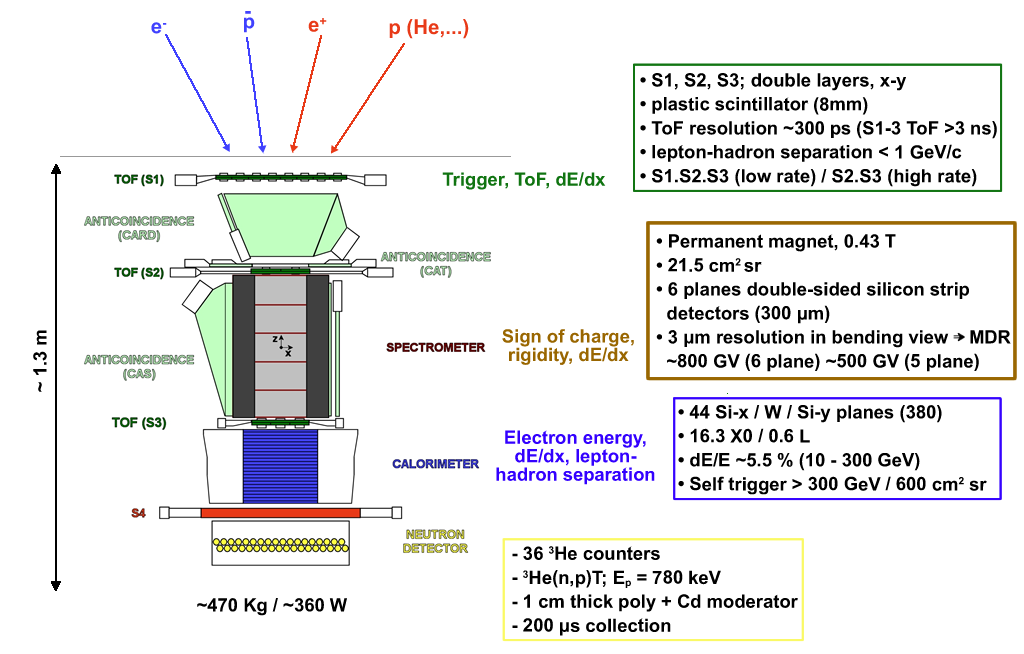 e-
p̄
e+
p (He,...)
TOF (S1)
Trigger, ToF, dE/dx
• S1, S2, S3; double layers, x-y
• plastic scintillator (8mm)
• ToF resolution ~300 ps (S1-3 ToF >3 ns)
• lepton-hadron separation < 1 GeV/c
• S1.S2.S3 (low rate) / S2.S3 (high rate)
ANTICOINCIDENCE
(CARD)
ANTICOINCIDENCE
(CAT)
TOF (S2)
• Permanent magnet, 0.43 T
• 21.5 cm² sr
• 6 planes double-sided silicon strip
detectors (300 µm)
• 3 µm resolution in bending view → MDR
~800 GV (6 plane) ~500 GV (5 plane)
Sign of charge,
rigidity, dE/dx
SPECTROMETER
z
x
~ 1.3 m
ANTICOINCIDENCE
(CAS)
TOF (S3)
CALORIMETER
Electron energy,
dE/dx, lepton-
hadron separation
• 44 Si-x / W / Si-y planes (380)
• 16.3 X0 / 0.6 L
• dE/E ~5.5 % (10 - 300 GeV)
• Self trigger > 300 GeV / 600 cm² sr
S4
NEUTRON
DETECTOR
- 36 ³He counters
- ³He(n,p)T; Eₚ = 780 keV
- 1 cm thick poly + Cd moderator
- 200 µs collection
~470 Kg / ~360 W